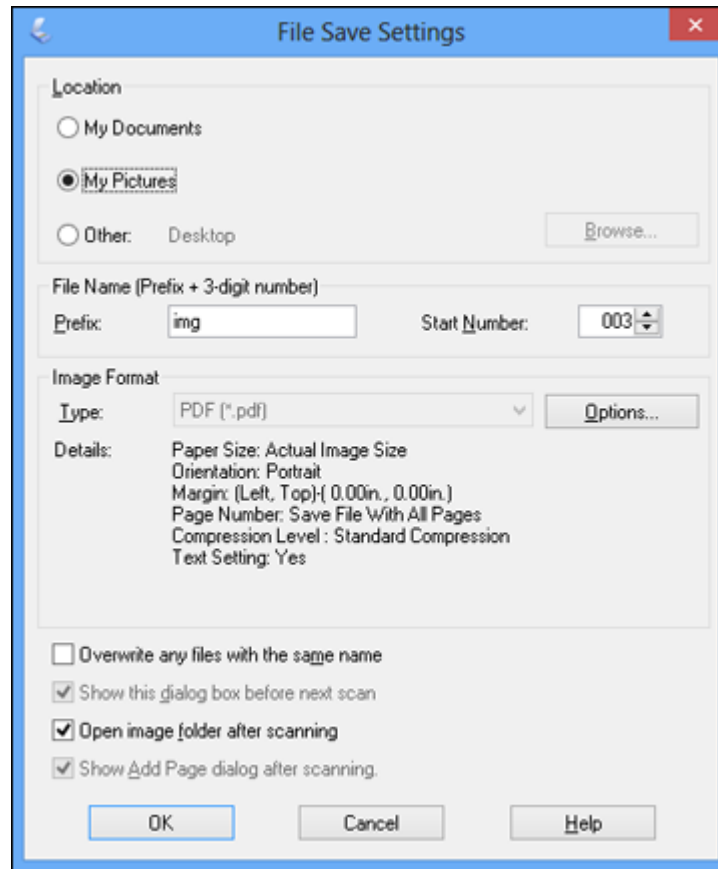 File Save Settings
Location
My Documents
My Pictures
Other: Desktop Browse...
File Name (Prefix + 3-digit number)
Prefix: img Start Number: 003
Image Format
Type: PDF (*.pdf) Options...
Details: Paper Size: Actual Image Size
Orientation: Portrait
Margin: (Left, Top)-( 0.00in., 0.00in.)
Page Number: Save File With All Pages
Compression Level : Standard Compression
Text Setting: Yes
Overwrite any files with the same name
Show this dialog box before next scan
Open image folder after scanning
Show Add Page dialog after scanning.
OK Cancel Help